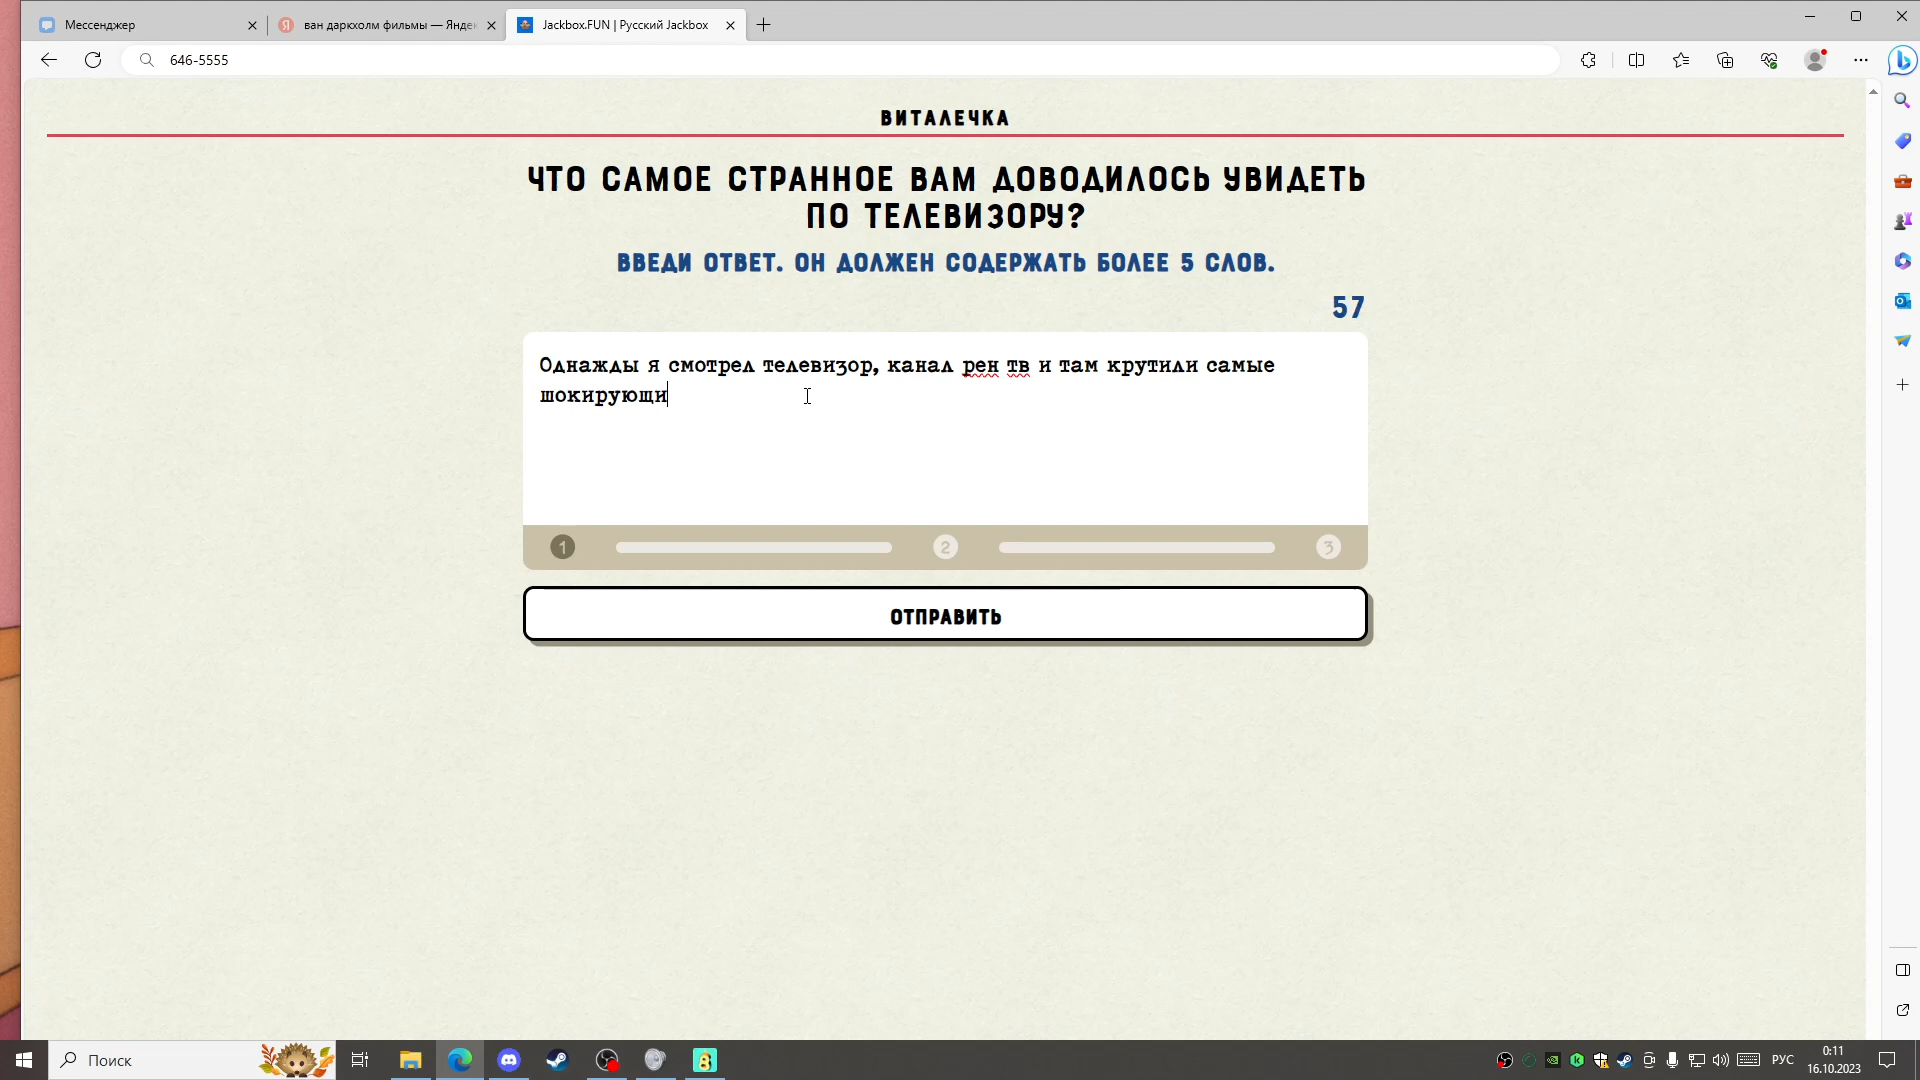 Мессенджер
ван даркхолм фильмы — Яндек
Jackbox.FUN | Русский Jackbox
646-5555
ВИТАЛЕЧКА
ЧТО САМОЕ СТРАННОЕ ВАМ ДОВОДИЛОСЬ УВИДЕТЬ
ПО ТЕЛЕВИЗОРУ?
ВВЕДИ ОТВЕТ. ОН ДОЛЖЕН СОДЕРЖАТЬ БОЛЕЕ 5 СЛОВ.
57
Однажды я смотрел телевизор, канал рен тв и там крутили самые
шокирующи
1 2 3
ОТПРАВИТЬ
Поиск
РУС
0:11
16.10.2023